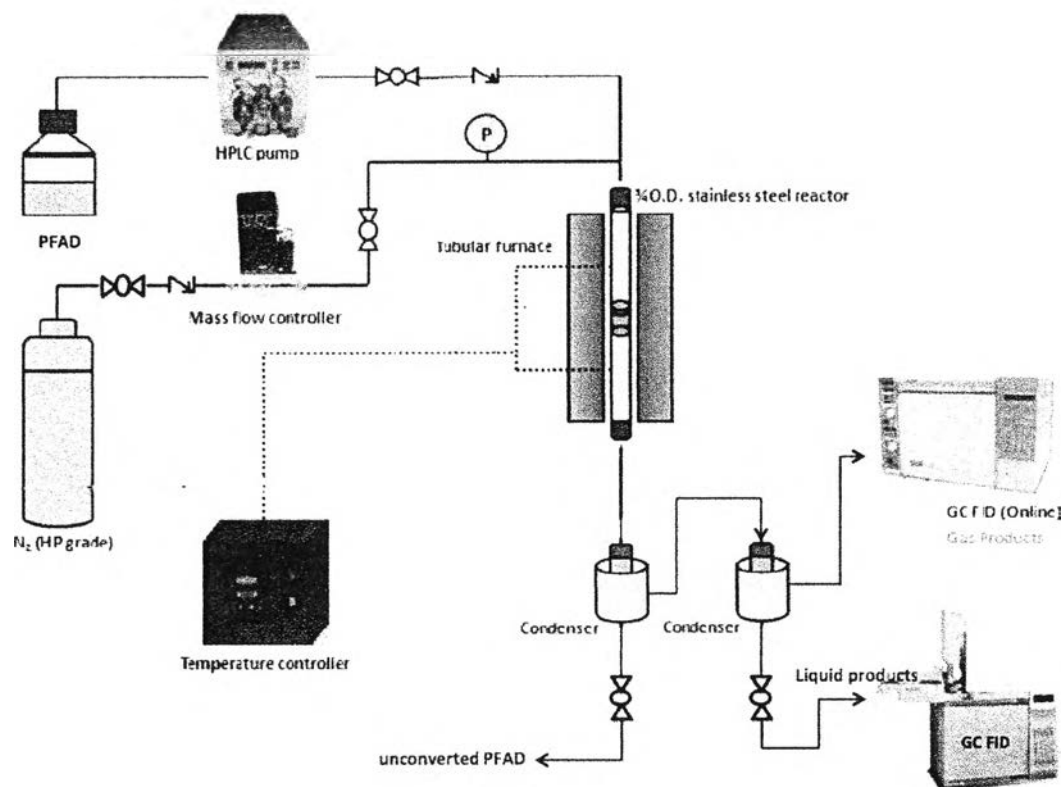 HPLC pump
P
PFAD
¾O.D. stainless steel reactor
Tubular furnace
Mass flow controller
N₂ (HP grade)
GC FID (Online)
Gas Products
Condenser
Condenser
Temperature controller
Liquid products
GC FID
unconverted PFAD